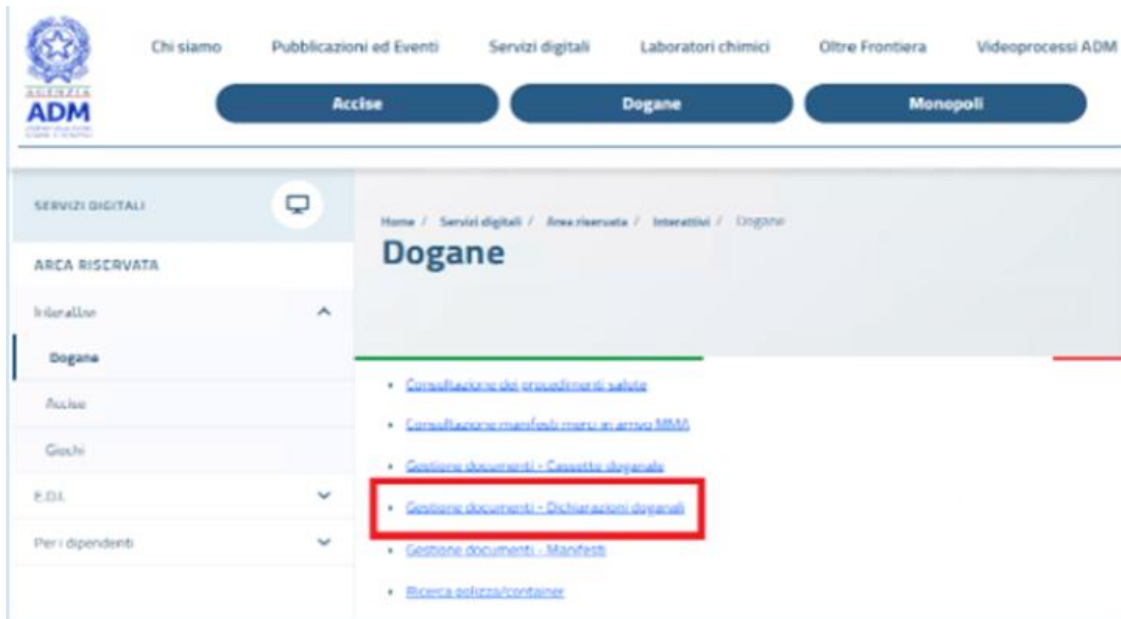 Chi siamo Pubblicazioni ed Eventi Servizi digitali Laboratori chimici Oltre Frontiera Videoprocessi ADM
AGENZIA
ADM
Accise Dogane Monopoli
SERVIZI DIGITALI
Home / Servizi digitali / Area riservata / Interattivi / Dogane
Dogane
AREA RISERVATA
Interattivi
Dogane
Accise
Giochi
E.D.I.
Per i dipendenti
Consultazione dei procedimenti salute
Consultazione manifesti merci in arrivo MMA
Gestione documenti - Cassetto doganale
Gestione documenti - Dichiarazioni doganali
Gestione documenti - Manifesti
Ricerca polizza/container